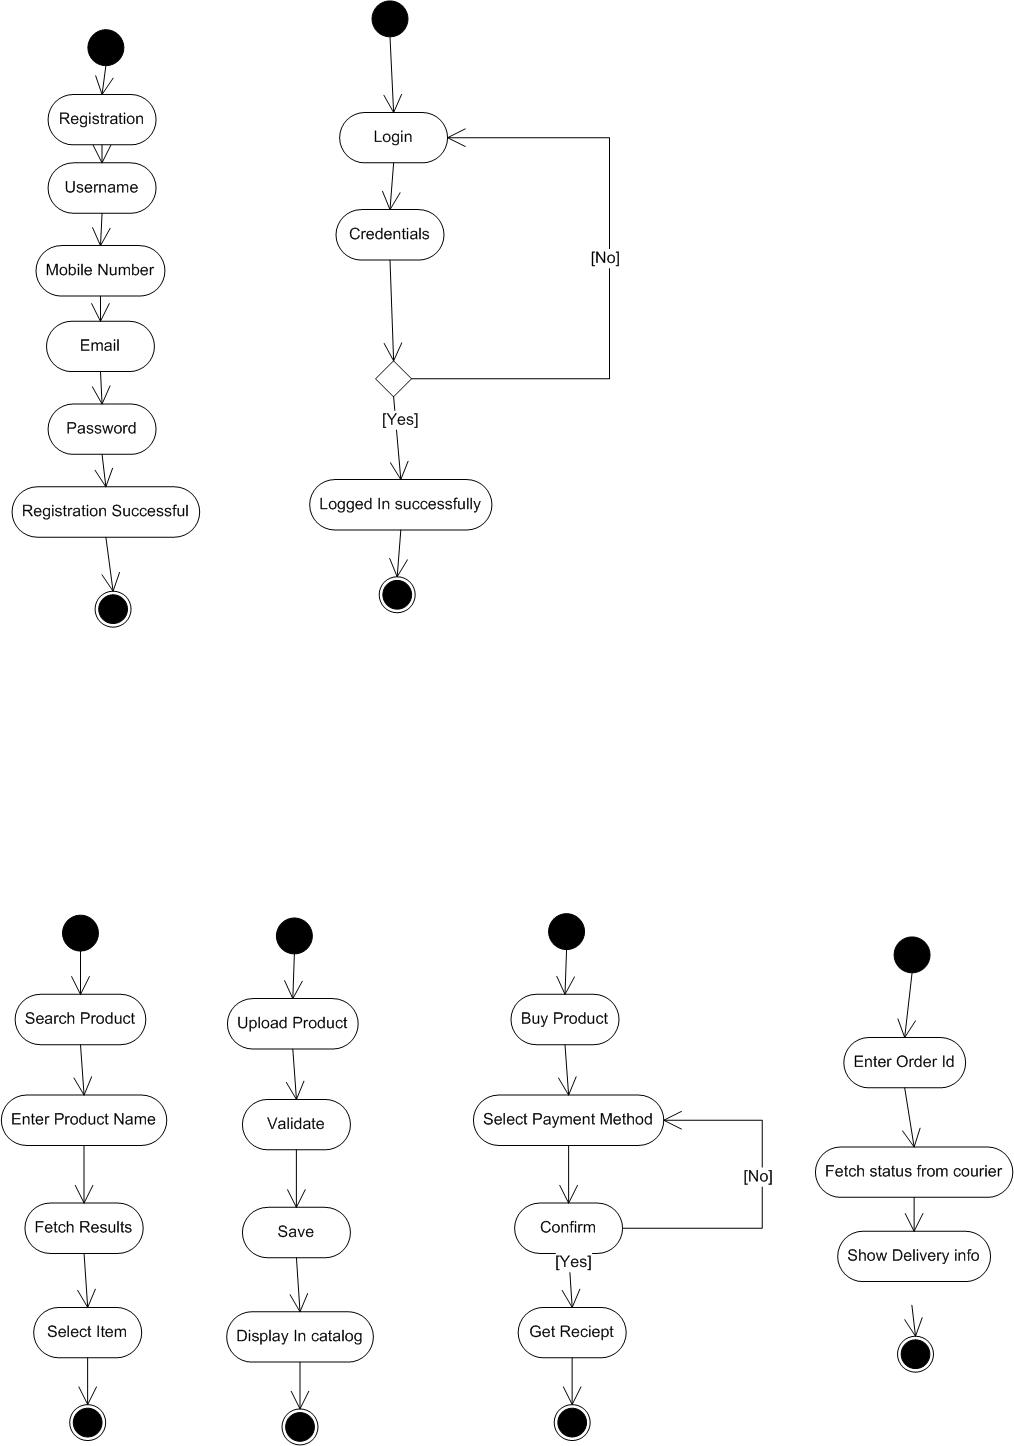 Registration
Username
Mobile Number
Email
Password
Registration Successful
Login
Credentials
[No]
[Yes]
Logged In successfully
Search Product
Enter Product Name
Fetch Results
Select Item
Upload Product
Validate
Save
Display In catalog
Buy Product
Select Payment Method
[No]
Confirm
[Yes]
Get Reciept
Enter Order Id
Fetch status from courier
Show Delivery info